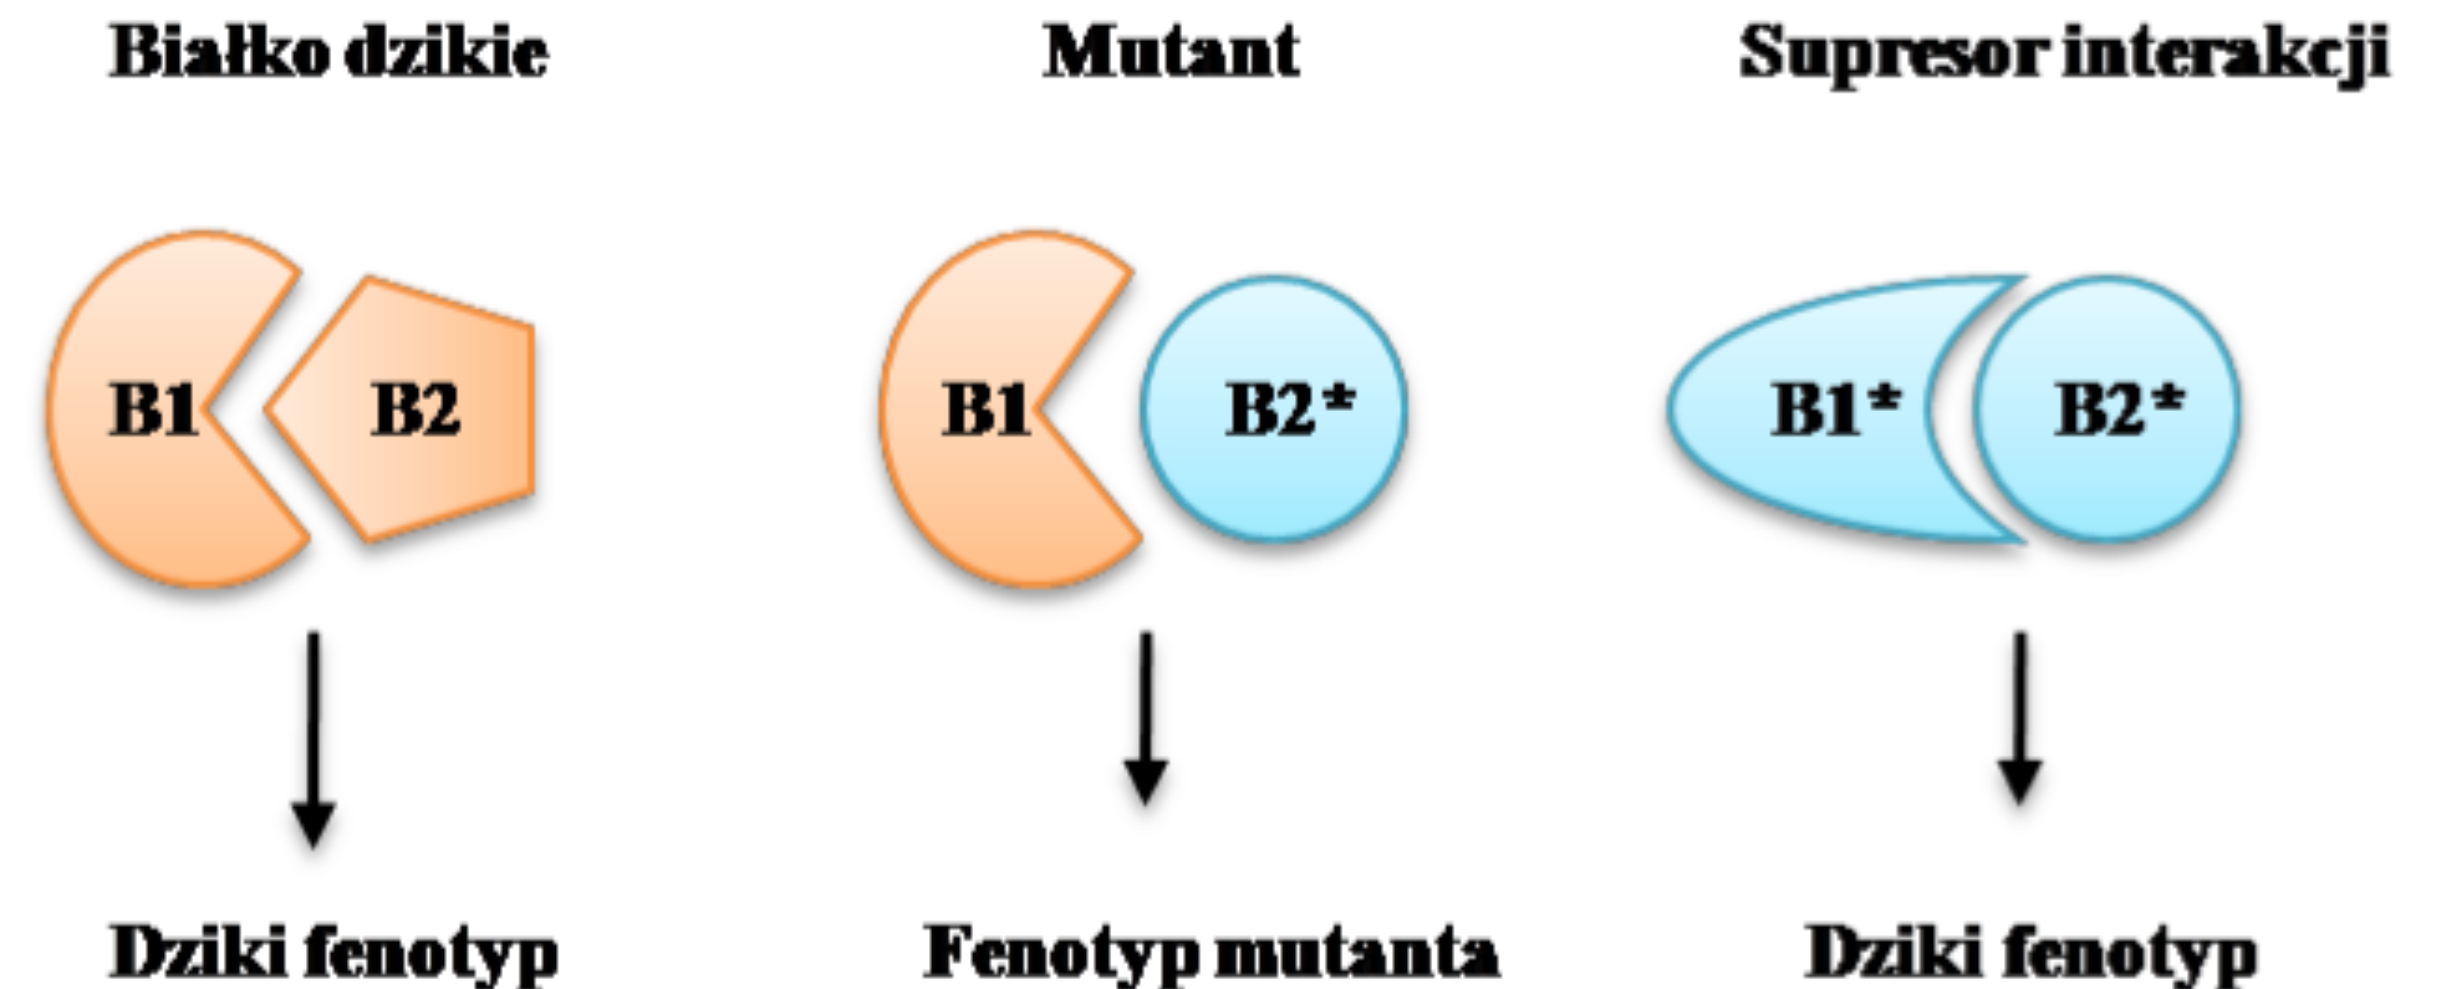 Białko dzikie
Mutant
Supresor interakcji
B1
B2
B1
B2*
B1*
B2*
Dziki fenotyp
Fenotyp mutanta
Dziki fenotyp